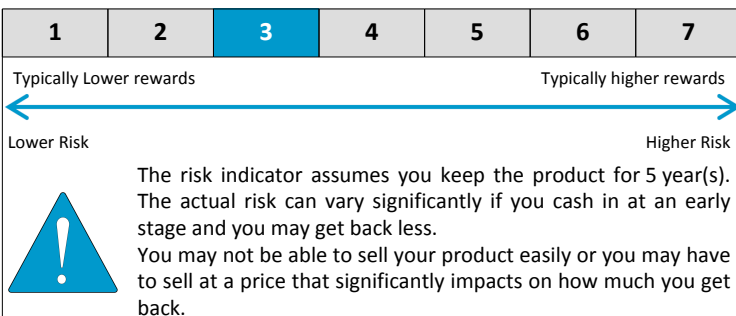 1 2 3 4 5 6 7
Typically Lower rewards Typically higher rewards
Lower Risk Higher Risk
The risk indicator assumes you keep the product for 5 year(s).
The actual risk can vary significantly if you cash in at an early
stage and you may get back less.
You may not be able to sell your product easily or you may have
to sell at a price that significantly impacts on how much you get
back.